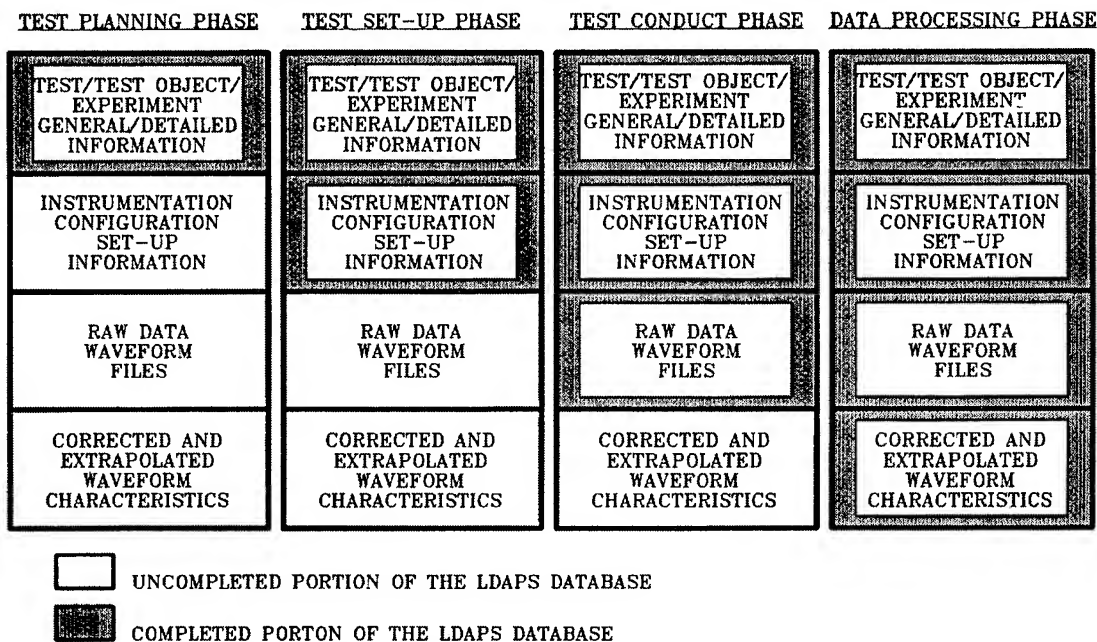 TEST PLANNING PHASE
TEST/TEST OBJECT/
EXPERIMENT
GENERAL/DETAILED
INFORMATION
INSTRUMENTATION
CONFIGURATION
SET-UP
INFORMATION
RAW DATA
WAVEFORM
FILES
CORRECTED AND
EXTRAPOLATED
WAVEFORM
CHARACTERISTICS
TEST SET-UP PHASE
TEST/TEST OBJECT/
EXPERIMENT
GENERAL/DETAILED
INFORMATION
INSTRUMENTATION
CONFIGURATION
SET-UP
INFORMATION
RAW DATA
WAVEFORM
FILES
CORRECTED AND
EXTRAPOLATED
WAVEFORM
CHARACTERISTICS
TEST CONDUCT PHASE
TEST/TEST OBJECT/
EXPERIMENT
GENERAL/DETAILED
INFORMATION
INSTRUMENTATION
CONFIGURATION
SET-UP
INFORMATION
RAW DATA
WAVEFORM
FILES
CORRECTED AND
EXTRAPOLATED
WAVEFORM
CHARACTERISTICS
DATA PROCESSING PHASE
TEST/TEST OBJECT/
EXPERIMENT
GENERAL/DETAILED
INFORMATION
INSTRUMENTATION
CONFIGURATION
SET-UP
INFORMATION
RAW DATA
WAVEFORM
FILES
CORRECTED AND
EXTRAPOLATED
WAVEFORM
CHARACTERISTICS
UNCOMPLETED PORTION OF THE LDAPS DATABASE
COMPLETED PORTON OF THE LDAPS DATABASE